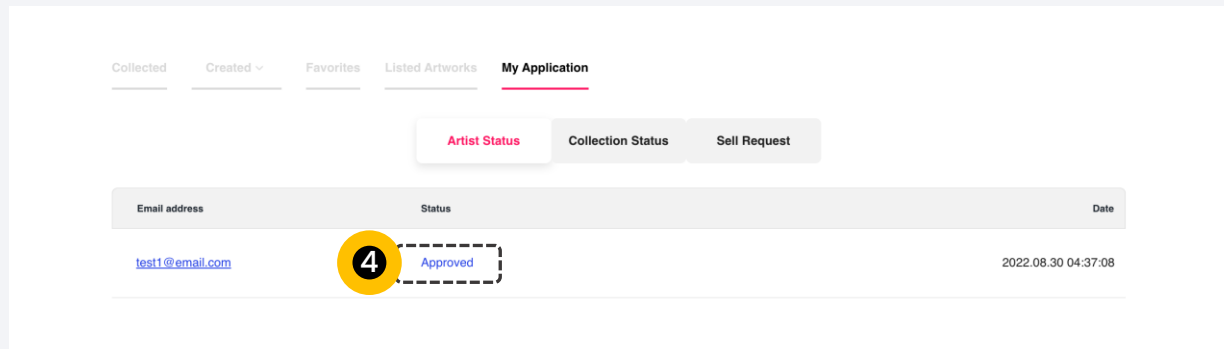 Collected Created Favorites Listed Artworks My Application
Artist Status Collection Status Sell Request
Email address Status Date
test1@email.com 4 Approved 2022.08.30 04:37:08